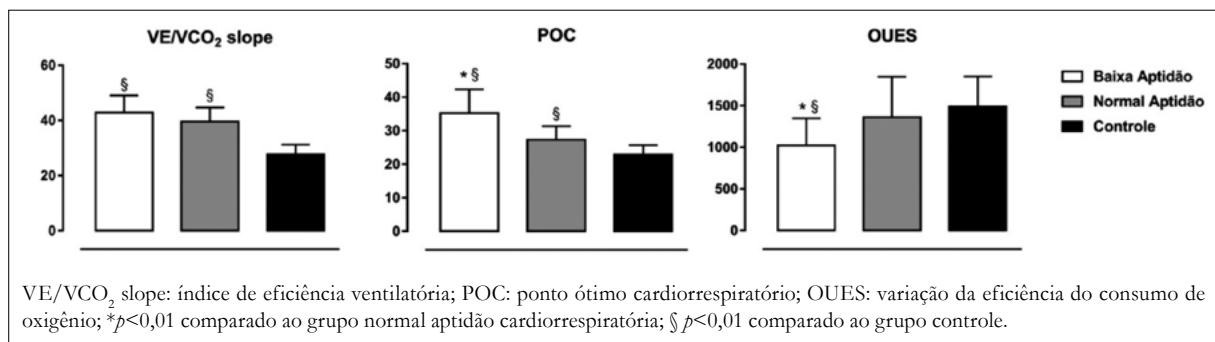 VE/VCO₂ slope
POC
OUES
60
40
20
0
§
§
50
40
30
20
10
0
* §
§
2000
1500
1000
500
0
* §
Baixa Aptidão
Normal Aptidão
Controle
VE/VCO₂ slope: índice de eficiência ventilatória; POC: ponto ótimo cardiorrespiratório; OUES: variação da eficiência do consumo de
oxigênio; *p<0,01 comparado ao grupo normal aptidão cardiorrespiratória; § p<0,01 comparado ao grupo controle.